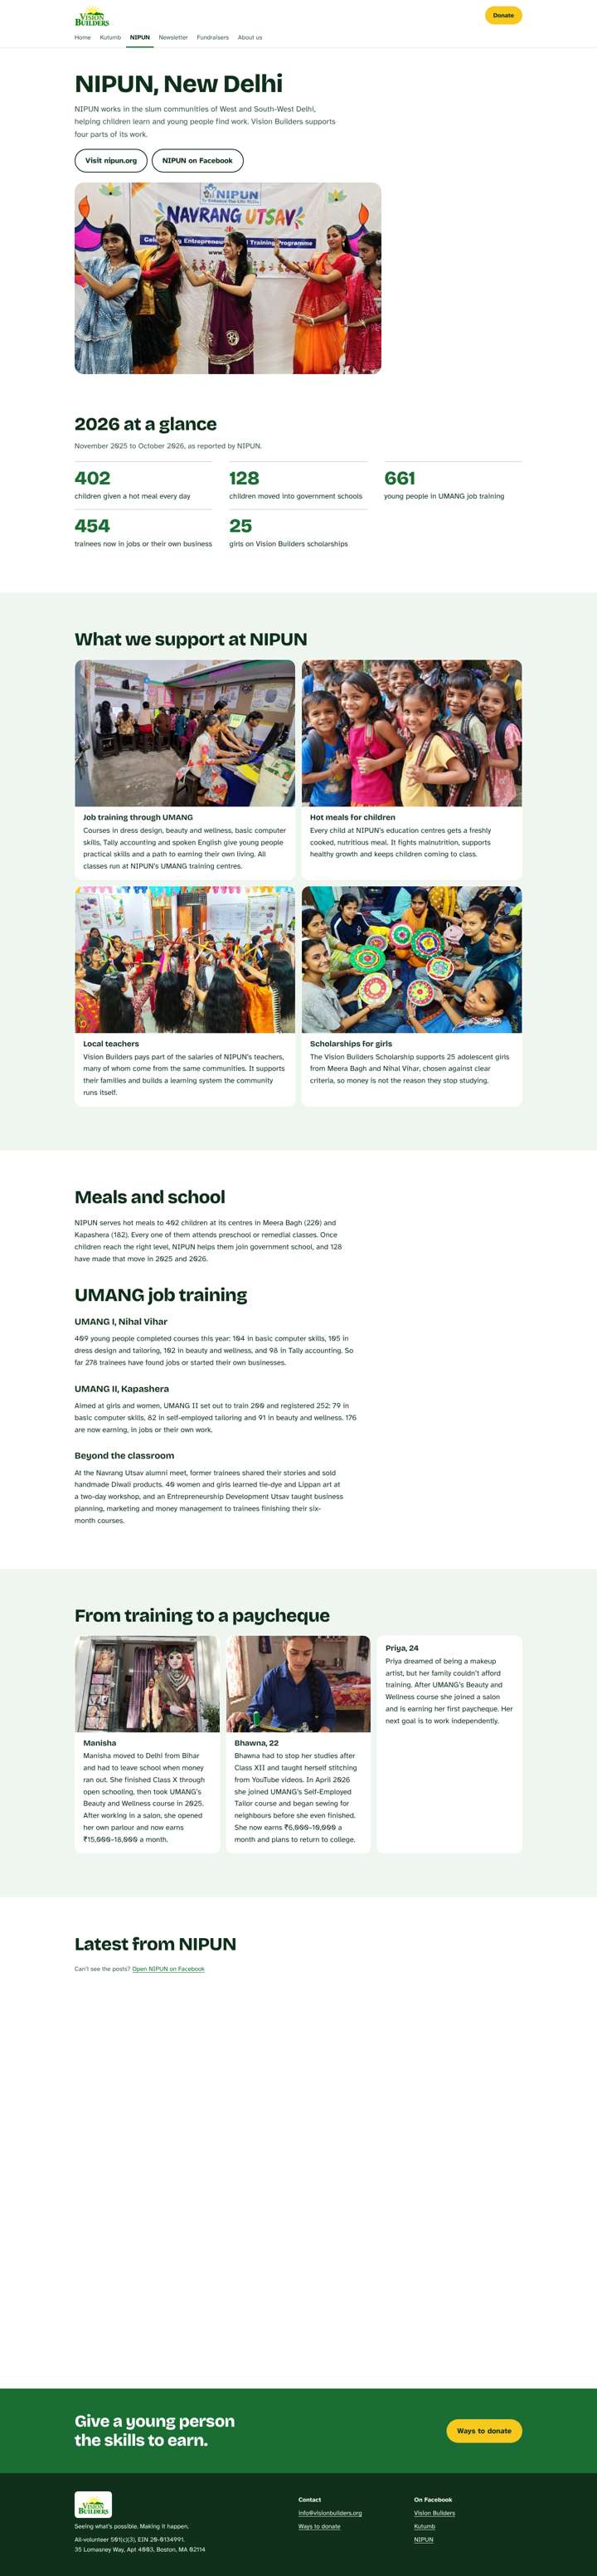 VISION
BUILDERS
Donate
Home Kutumb NIPUN Newsletter Fundraisers About us
NIPUN, New Delhi
NIPUN works in the slum communities of West and South-West Delhi,
helping children learn and young people find work. Vision Builders supports
four parts of its work.
Visit nipun.org NIPUN on Facebook
NIPUN
NAVRANG UTSAV
2026 at a glance
November 2025 to October 2026, as reported by NIPUN.
402
children given a hot meal every day
128
children moved into government schools
661
young people in UMANG job training
454
trainees now in jobs or their own business
25
girls on Vision Builders scholarships
What we support at NIPUN
Job training through UMANG
Courses in dress design, beauty and wellness, basic computer
skills, Tally accounting and spoken English give young people
practical skills and a path to earning their own living. All
classes run at NIPUN's UMANG training centres.
Hot meals for children
Every child at NIPUN's education centres gets a freshly
cooked, nutritious meal. It fights malnutrition, supports
healthy growth and keeps children coming to class.
Local teachers
Vision Builders pays part of the salaries of NIPUN's teachers,
many of whom come from the same communities. It supports
their families and builds a learning system the community
runs itself.
Scholarships for girls
The Vision Builders Scholarship supports 25 adolescent girls
from Meera Bagh and Nihal Vihar, chosen against clear
criteria, so money is not the reason they stop studying.
Meals and school
NIPUN serves hot meals to 402 children at its centres in Meera Bagh (220) and
Kapashera (182). Every one of them attends preschool or remedial classes. Once
children reach the right level, NIPUN helps them join government school, and 128
have made that move in 2025 and 2026.
UMANG job training
UMANG I, Nihal Vihar
409 young people completed courses this year: 104 in basic computer skills, 105 in
dress design and tailoring, 102 in beauty and wellness, and 98 in Tally accounting. So
far 278 trainees have found jobs or started their own businesses.
UMANG II, Kapashera
Aimed at girls and women, UMANG II set out to train 200 and registered 252: 79 in
basic computer skills, 82 in self-employed tailoring and 91 in beauty and wellness. 176
are now earning, in jobs or their own work.
Beyond the classroom
At the Navrang Utsav alumni meet, former trainees shared their stories and sold
handmade Diwali products. 40 women and girls learned tie-dye and Lippan art at
a two-day workshop, and an Entrepreneurship Development Utsav taught business
planning, marketing and money management to trainees finishing their six-
month courses.
From training to a paycheque
Manisha
Manisha moved to Delhi from Bihar
and had to leave school when money
ran out. She finished Class X through
open schooling, then took UMANG's
Beauty and Wellness course in 2025.
After working in a salon, she opened
her own parlour and now earns
₹15,000–18,000 a month.
Bhawna, 22
Bhawna had to stop her studies after
Class XII and taught herself stitching
from YouTube videos. In April 2026
she joined UMANG's Self-Employed
Tailor course and began sewing for
neighbours before she even finished.
She now earns ₹6,000–10,000 a
month and plans to return to college.
Priya, 24
Priya dreamed of being a makeup
artist, but her family couldn't afford
training. After UMANG's Beauty and
Wellness course she joined a salon
and is earning her first paycheque. Her
next goal is to work independently.
Latest from NIPUN
Can't see the posts? Open NIPUN on Facebook
Give a young person
the skills to earn.
Ways to donate
VISION
BUILDERS
Seeing what's possible. Making it happen.
All-volunteer 501(c)(3), EIN 20-0134991.
35 Lomasney Way, Apt 4003, Boston, MA 02114
Contact
info@visionbuilders.org
Ways to donate
On Facebook
Vision Builders
Kutumb
NIPUN